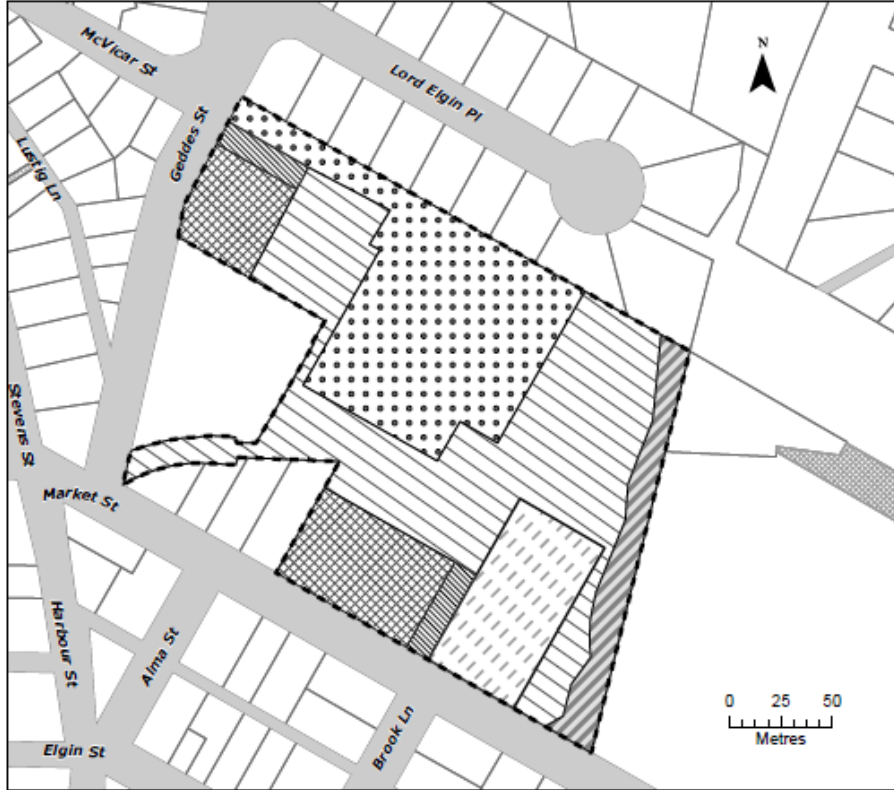 McVicar St
Lord Elgin Pl
N
Geddes St
Lustig Ln
Stevens St
Market St
Harbour St
Alma St
Brook Ln
Elgin St
0 25 50
Metres